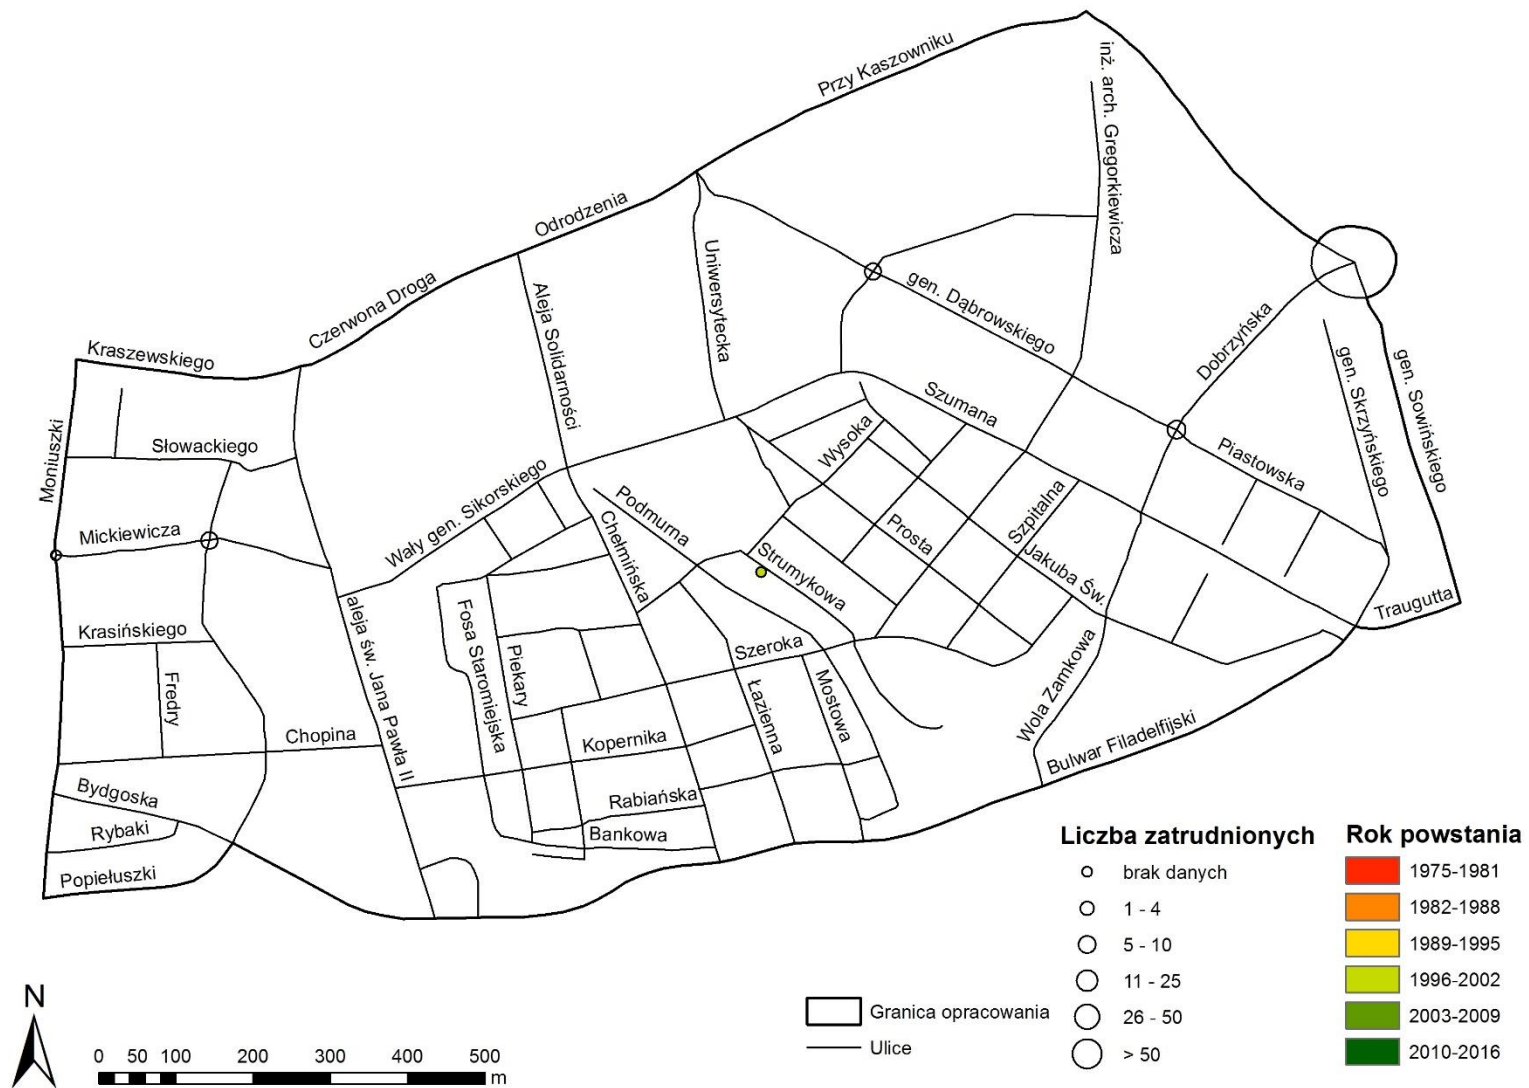 Przy Kaszowniku
inż. arch. Gregorkiewicza
Odrodzenia
Uniwersytecka
gen. Dąbrowskiego
Czerwona Droga
Aleja Solidarności
Dobrzyńska
gen. Skrzyńskiego
gen. Sowińskiego
Kraszewskiego
Szumana
Słowackiego
Moniuszki
Wysoka
Piastowska
Wały gen. Sikorskiego
Podmurna
Szpitalna
Mickiewicza
Chełmińska
Prosta
Strumykowa
Jakuba Św.
Traugutta
aleja św. Jana Pawła II
Fosa Staromiejska
Krasińskiego
Piekary
Szeroka
Fredry
Łazienna
Mostowa
Wola Zamkowa
Chopina
Kopernika
Bulwar Filadelfijski
Bydgoska
Rabiańska
Rybaki
Bankowa
Popiełuszki
Liczba zatrudnionych
brak danych
1 - 4
5 - 10
11 - 25
26 - 50
> 50
Rok powstania
1975-1981
1982-1988
1989-1995
1996-2002
2003-2009
2010-2016
Granica opracowania
Ulice
N
0 50 100 200 300 400 500
m